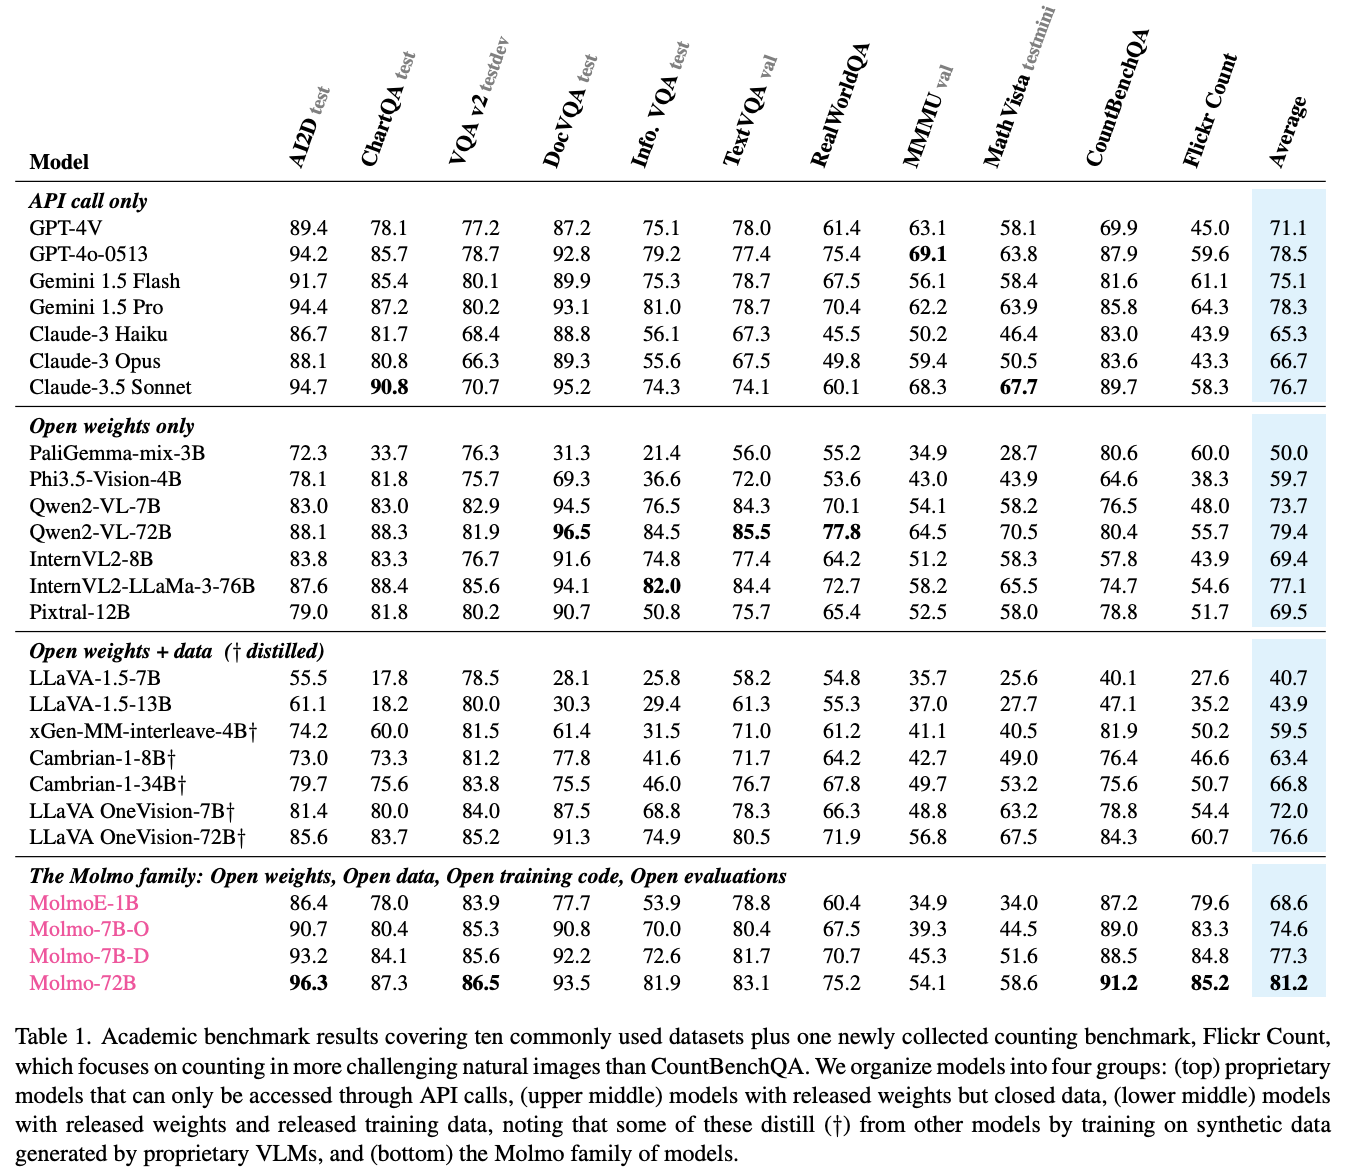 Model AI2D test ChartQA test VQA v2 testdev DocVQA test Info. VQA test TextVQA val RealWorldQA MMMU val MathVista testmini CountBenchQA Flickr Count Average
API call only
GPT-4V 89.4 78.1 77.2 87.2 75.1 78.0 61.4 63.1 58.1 69.9 45.0 71.1
GPT-4o-0513 94.2 85.7 78.7 92.8 79.2 77.4 75.4 69.1 63.8 87.9 59.6 78.5
Gemini 1.5 Flash 91.7 85.4 80.1 89.9 75.3 78.7 67.5 56.1 58.4 81.6 61.1 75.1
Gemini 1.5 Pro 94.4 87.2 80.2 93.1 81.0 78.7 70.4 62.2 63.9 85.8 64.3 78.3
Claude-3 Haiku 86.7 81.7 68.4 88.8 56.1 67.3 45.5 50.2 46.4 83.0 43.9 65.3
Claude-3 Opus 88.1 80.8 66.3 89.3 55.6 67.5 49.8 59.4 50.5 83.6 43.3 66.7
Claude-3.5 Sonnet 94.7 90.8 70.7 95.2 74.3 74.1 60.1 68.3 67.7 89.7 58.3 76.7
Open weights only
PaliGemma-mix-3B 72.3 33.7 76.3 31.3 21.4 56.0 55.2 34.9 28.7 80.6 60.0 50.0
Phi3.5-Vision-4B 78.1 81.8 75.7 69.3 36.6 72.0 53.6 43.0 43.9 64.6 38.3 59.7
Qwen2-VL-7B 83.0 83.0 82.9 94.5 76.5 84.3 70.1 54.1 58.2 76.5 48.0 73.7
Qwen2-VL-72B 88.1 88.3 81.9 96.5 84.5 85.5 77.8 64.5 70.5 80.4 55.7 79.4
InternVL2-8B 83.8 83.3 76.7 91.6 74.8 77.4 64.2 51.2 58.3 57.8 43.9 69.4
InternVL2-LLaMa-3-76B 87.6 88.4 85.6 94.1 82.0 84.4 72.7 58.2 65.5 74.7 54.6 77.1
Pixtral-12B 79.0 81.8 80.2 90.7 50.8 75.7 65.4 52.5 58.0 78.8 51.7 69.5
Open weights + data († distilled)
LLaVA-1.5-7B 55.5 17.8 78.5 28.1 25.8 58.2 54.8 35.7 25.6 40.1 27.6 40.7
LLaVA-1.5-13B 61.1 18.2 80.0 30.3 29.4 61.3 55.3 37.0 27.7 47.1 35.2 43.9
xGen-MM-interleave-4B† 74.2 60.0 81.5 61.4 31.5 71.0 61.2 41.1 40.5 81.9 50.2 59.5
Cambrian-1-8B† 73.0 73.3 81.2 77.8 41.6 71.7 64.2 42.7 49.0 76.4 46.6 63.4
Cambrian-1-34B† 79.7 75.6 83.8 75.5 46.0 76.7 67.8 49.7 53.2 75.6 50.7 66.8
LLaVA OneVision-7B† 81.4 80.0 84.0 87.5 68.8 78.3 66.3 48.8 63.2 78.8 54.4 72.0
LLaVA OneVision-72B† 85.6 83.7 85.2 91.3 74.9 80.5 71.9 56.8 67.5 84.3 60.7 76.6
The Molmo family: Open weights, Open data, Open training code, Open evaluations
MolmoE-1B 86.4 78.0 83.9 77.7 53.9 78.8 60.4 34.9 34.0 87.2 79.6 68.6
Molmo-7B-O 90.7 80.4 85.3 90.8 70.0 80.4 67.5 39.3 44.5 89.0 83.3 74.6
Molmo-7B-D 93.2 84.1 85.6 92.2 72.6 81.7 70.7 45.3 51.6 88.5 84.8 77.3
Molmo-72B 96.3 87.3 86.5 93.5 81.9 83.1 75.2 54.1 58.6 91.2 85.2 81.2
Table 1. Academic benchmark results covering ten commonly used datasets plus one newly collected counting benchmark, Flickr Count,
which focuses on counting in more challenging natural images than CountBenchQA. We organize models into four groups: (top) proprietary
models that can only be accessed through API calls, (upper middle) models with released weights but closed data, (lower middle) models
with released weights and released training data, noting that some of these distill (†) from other models by training on synthetic data
generated by proprietary VLMs, and (bottom) the Molmo family of models.